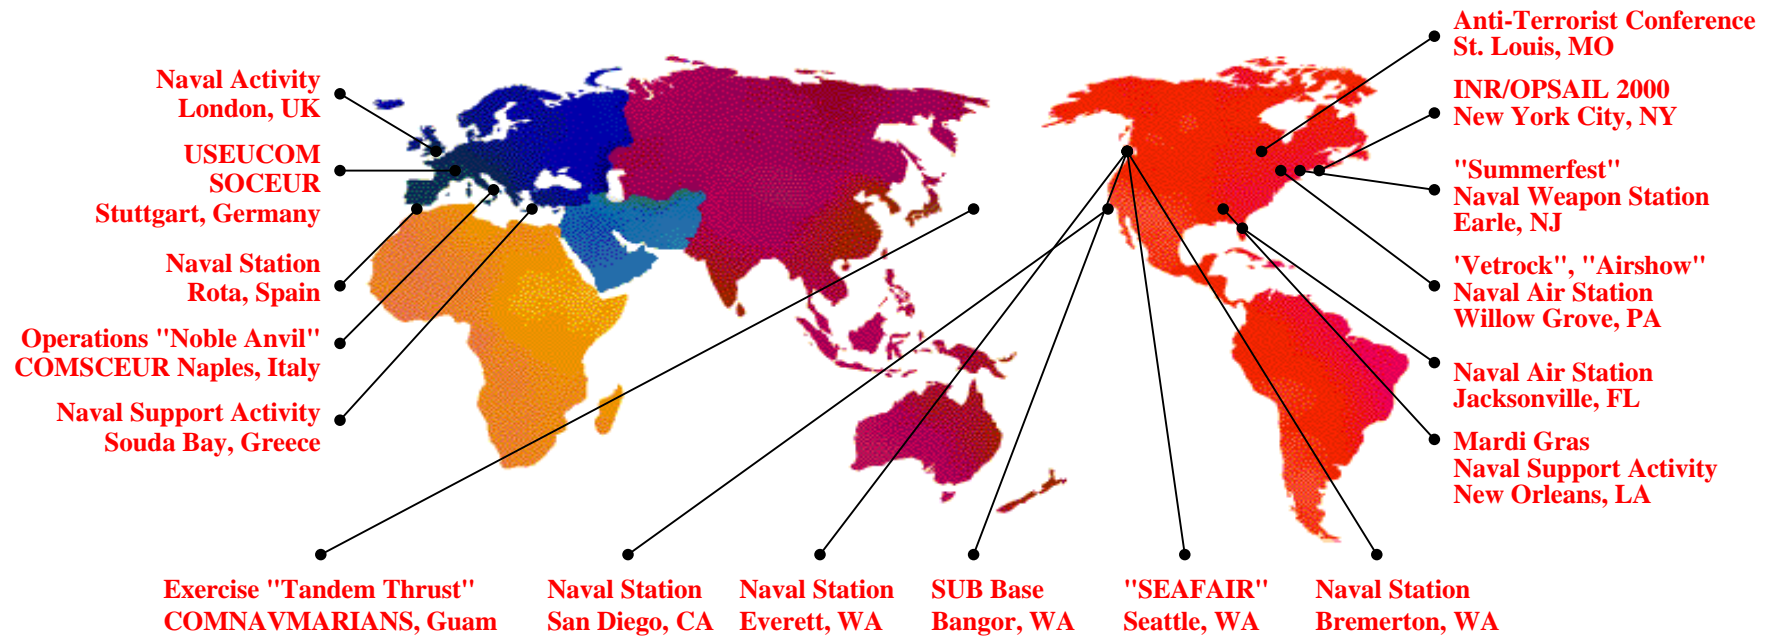 Naval Activity
London, UK
USEUCOM
SOCEUR
Stuttgart, Germany
Naval Station
Rota, Spain
Operations "Noble Anvil"
COMSCEUR Naples, Italy
Naval Support Activity
Souda Bay, Greece
Exercise "Tandem Thrust"
COMNAVMARIANS, Guam
Naval Station
San Diego, CA
Naval Station
Everett, WA
SUB Base
Bangor, WA
"SEAFAIR"
Seattle, WA
Naval Station
Bremerton, WA
Anti-Terrorist Conference
St. Louis, MO
INR/OPSAIL 2000
New York City, NY
"Summerfest"
Naval Weapon Station
Earle, NJ
'Vetrock", "Airshow"
Naval Air Station
Willow Grove, PA
Naval Air Station
Jacksonville, FL
Mardi Gras
Naval Support Activity
New Orleans, LA